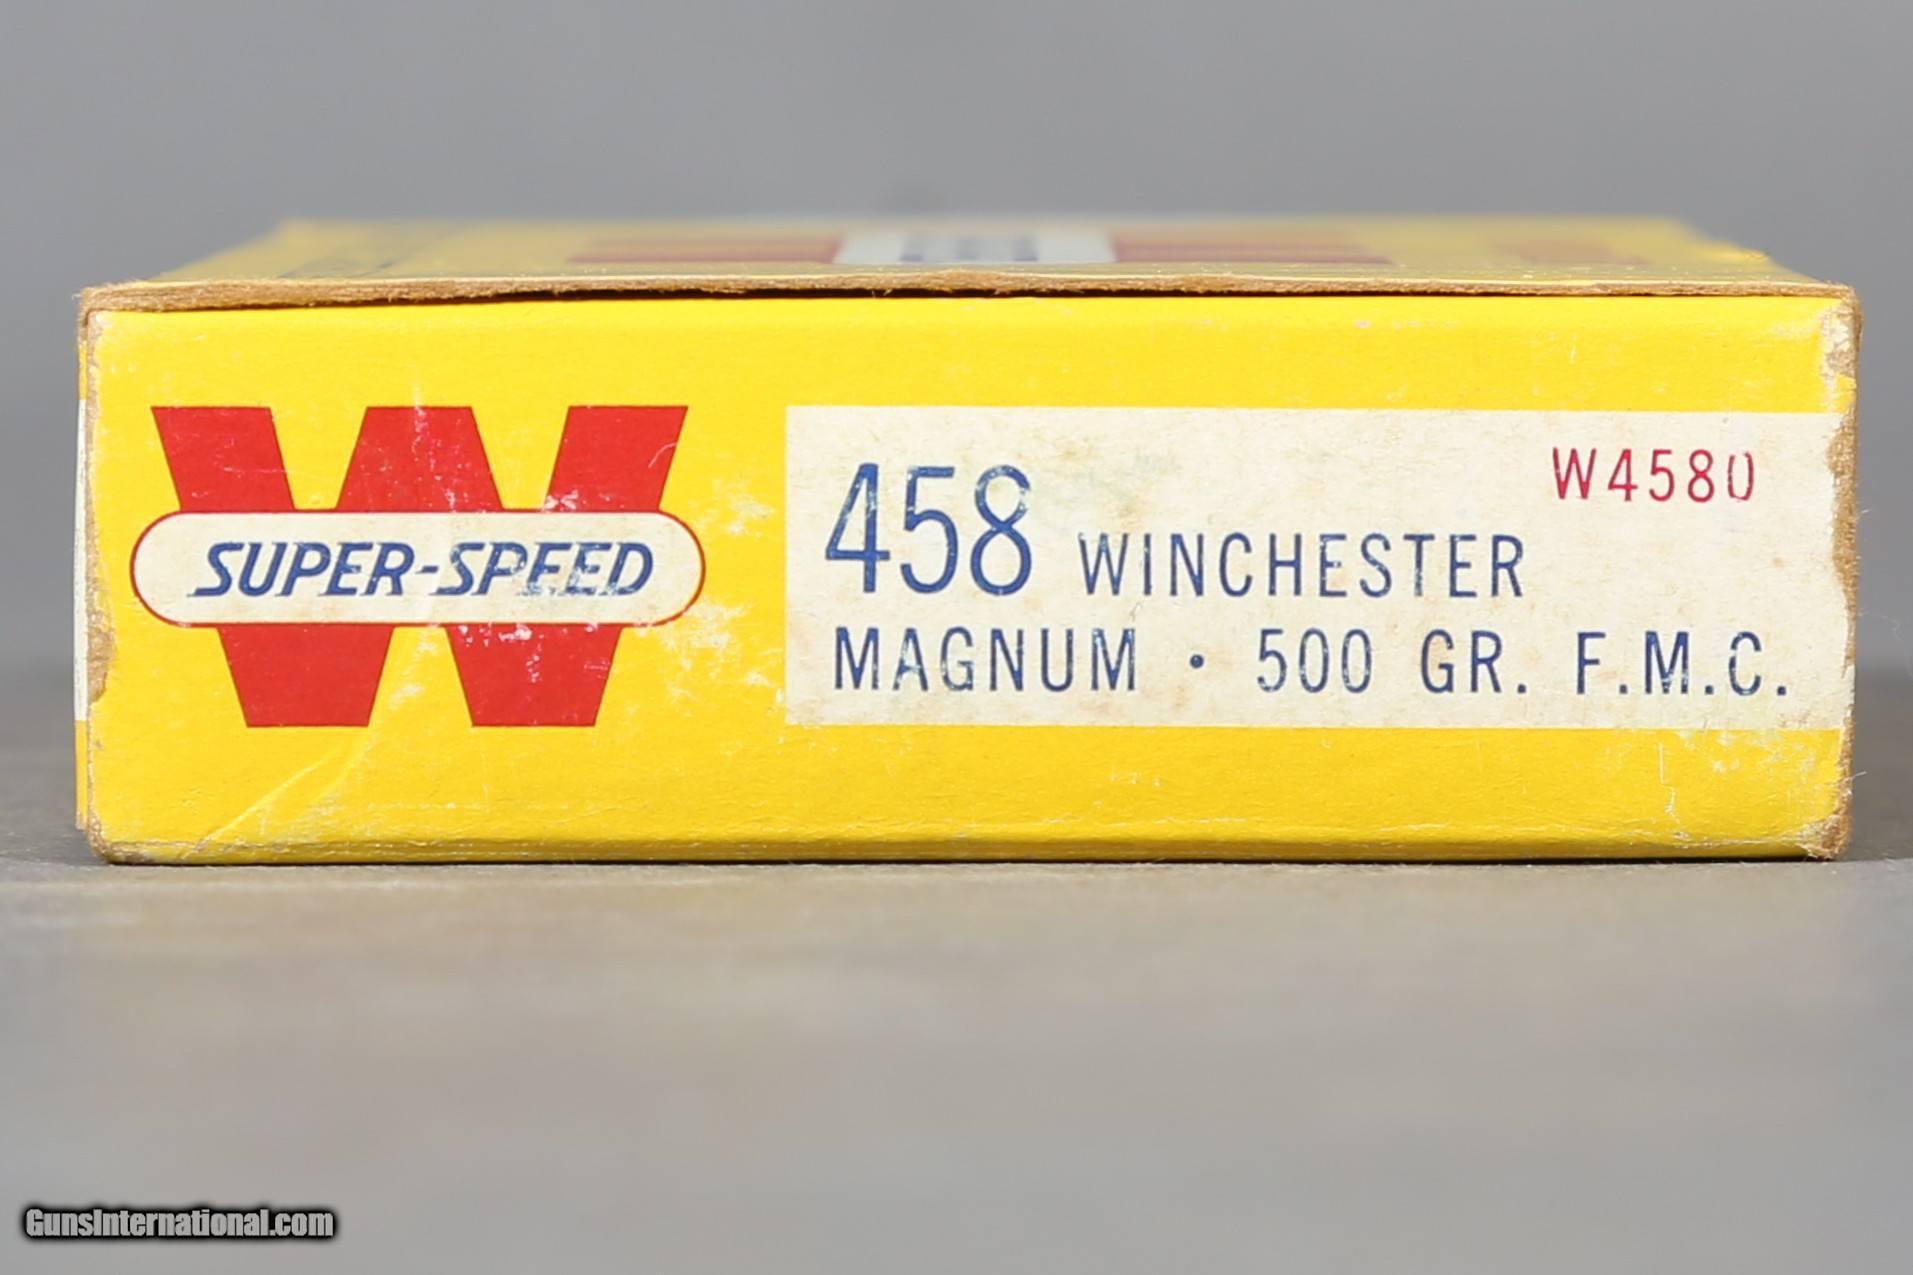 W
SUPER-SPEED
W4580
458 WINCHESTER
MAGNUM · 500 GR. F.M.C.
GunsInternational.com